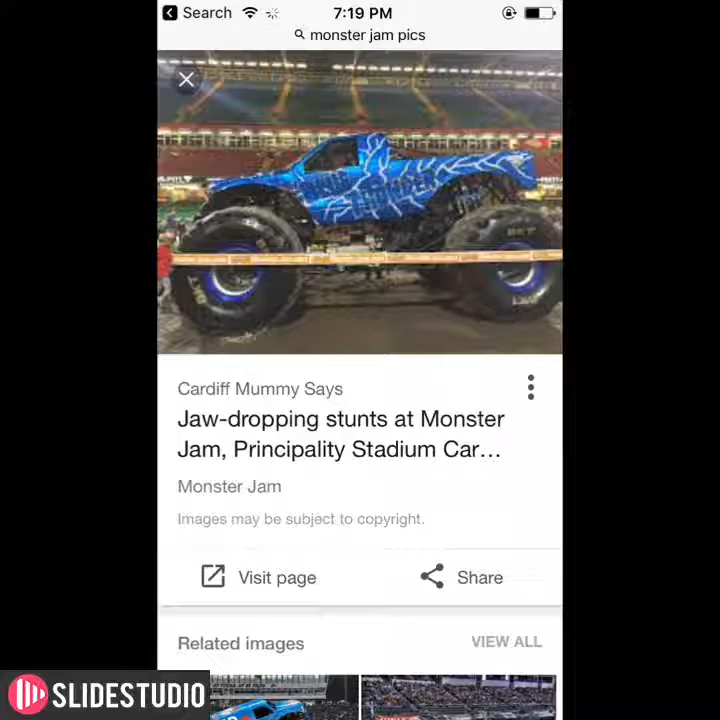 Search
7:19 PM
monster jam pics
Cardiff Mummy Says
Jaw-dropping stunts at Monster
Jam, Principality Stadium Car...
Monster Jam
Images may be subject to copyright.
Visit page
Share
Related images
VIEW ALL
SLIDESTUDIO